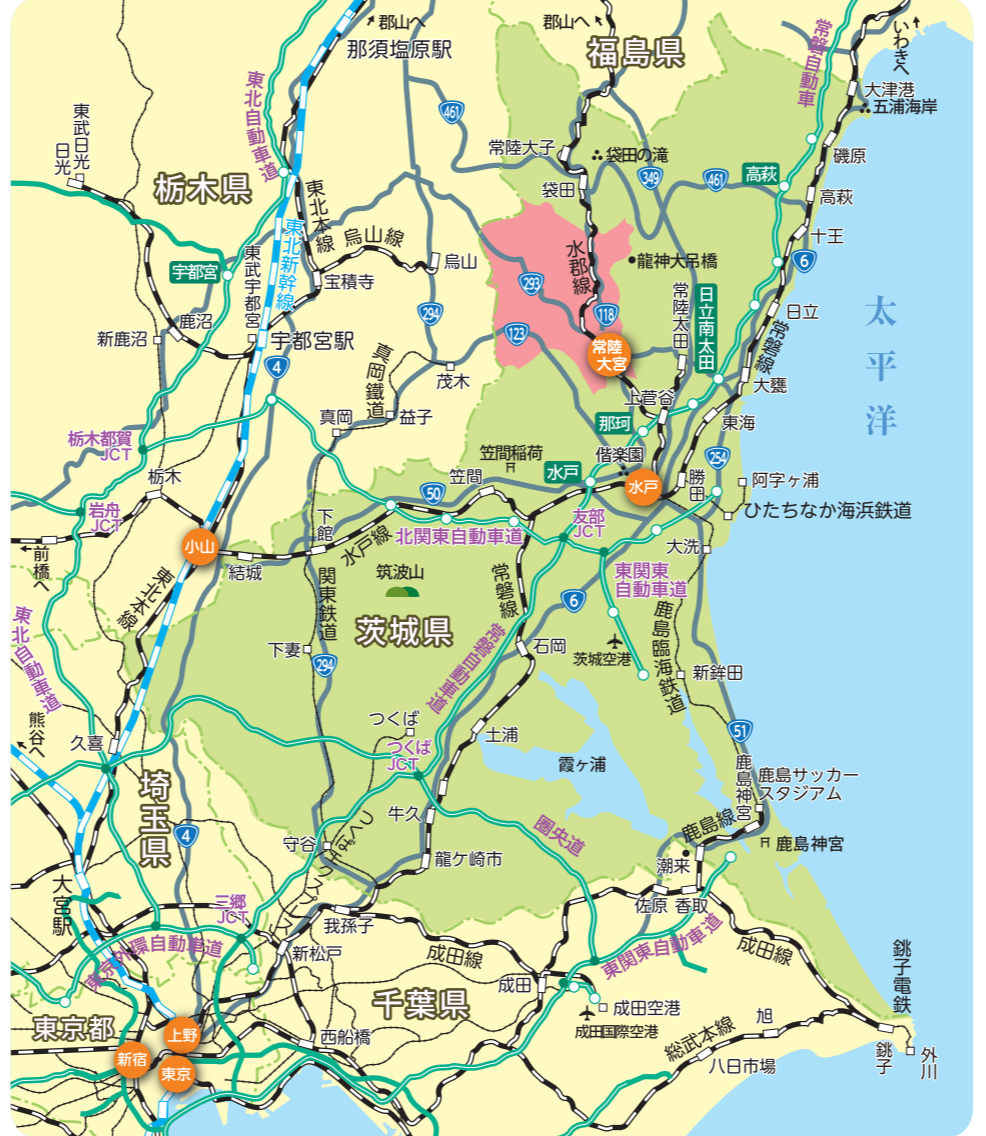 郡山へ
郡山へ
いわきへ
那須塩原駅
福島県
常磐自動車
大津港
五浦海岸
東北自動車道
461
常陸大子
袋田の滝
磯原
東武日光
日光
袋田
349
461
高萩
高萩
栃木県
東北本線
東北新幹線
烏山線
烏山
水郡線
龍神大吊橋
十王
6
宇都宮
東武宇都宮
宝積寺
293
常陸太田
日立南太田
太平洋
294
118
日立
鹿沼
新鹿沼
宇都宮駅
123
常陸
大宮
常磐線
4
真岡鐵道
茂木
大甕
上菅谷
真岡
益子
那珂
東海
栃木都賀
JCT
笠間稲荷
偕楽園
254
栃木
笠間
水戸
水戸
勝田
阿字ヶ浦
50
ひたちなか海浜鉄道
岩舟
JCT
下館
友部
JCT
小山
水戸線
北関東自動車道
大洗
前橋へ
結城
筑波山
常磐線
東関東
自動車道
東北本線
関東鉄道
6
東北自動車道
茨城県
常磐自動車道
石岡
茨城空港
鹿島臨海鉄道
下妻
294
新鉾田
熊谷へ
つくば
土浦
51
久喜
つくば
JCT
霞ヶ浦
鹿島神宮
鹿島サッカー
スタジアム
埼玉県
牛久
圏央道
鹿島線
4
守谷
つくばエクスプレス
龍ケ崎市
潮来
鹿島神宮
大宮駅
三郷
JCT
佐原
香取
我孫子
東京外環自動車道
新松戸
成田線
東関東自動車道
成田線
銚子電鉄
成田
千葉県
成田空港
東京都
上野
西船橋
成田国際空港
旭
総武本線
新宿
東京
八日市場
銚子
外川